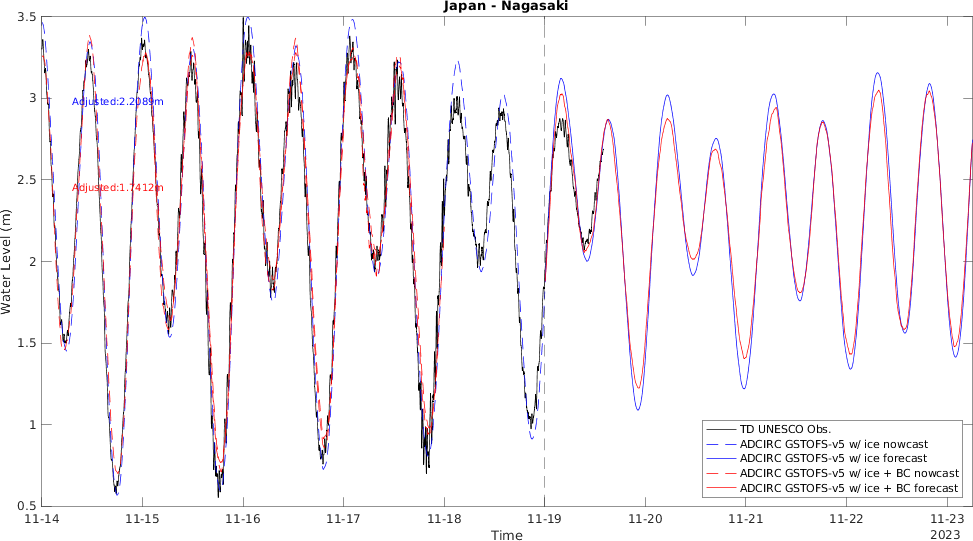 Japan - Nagasaki
3.5
3
2.5
2
1.5
1
0.5
Water Level (m)
Adjusted:2.2089m
Adjusted:1.7412m
TD UNESCO Obs.
ADCIRC GSTOFS-v5 w/ ice nowcast
ADCIRC GSTOFS-v5 w/ ice forecast
ADCIRC GSTOFS-v5 w/ ice + BC nowcast
ADCIRC GSTOFS-v5 w/ ice + BC forecast
11-14 11-15 11-16 11-17 11-18 11-19 11-20 11-21 11-22 11-23
2023
Time